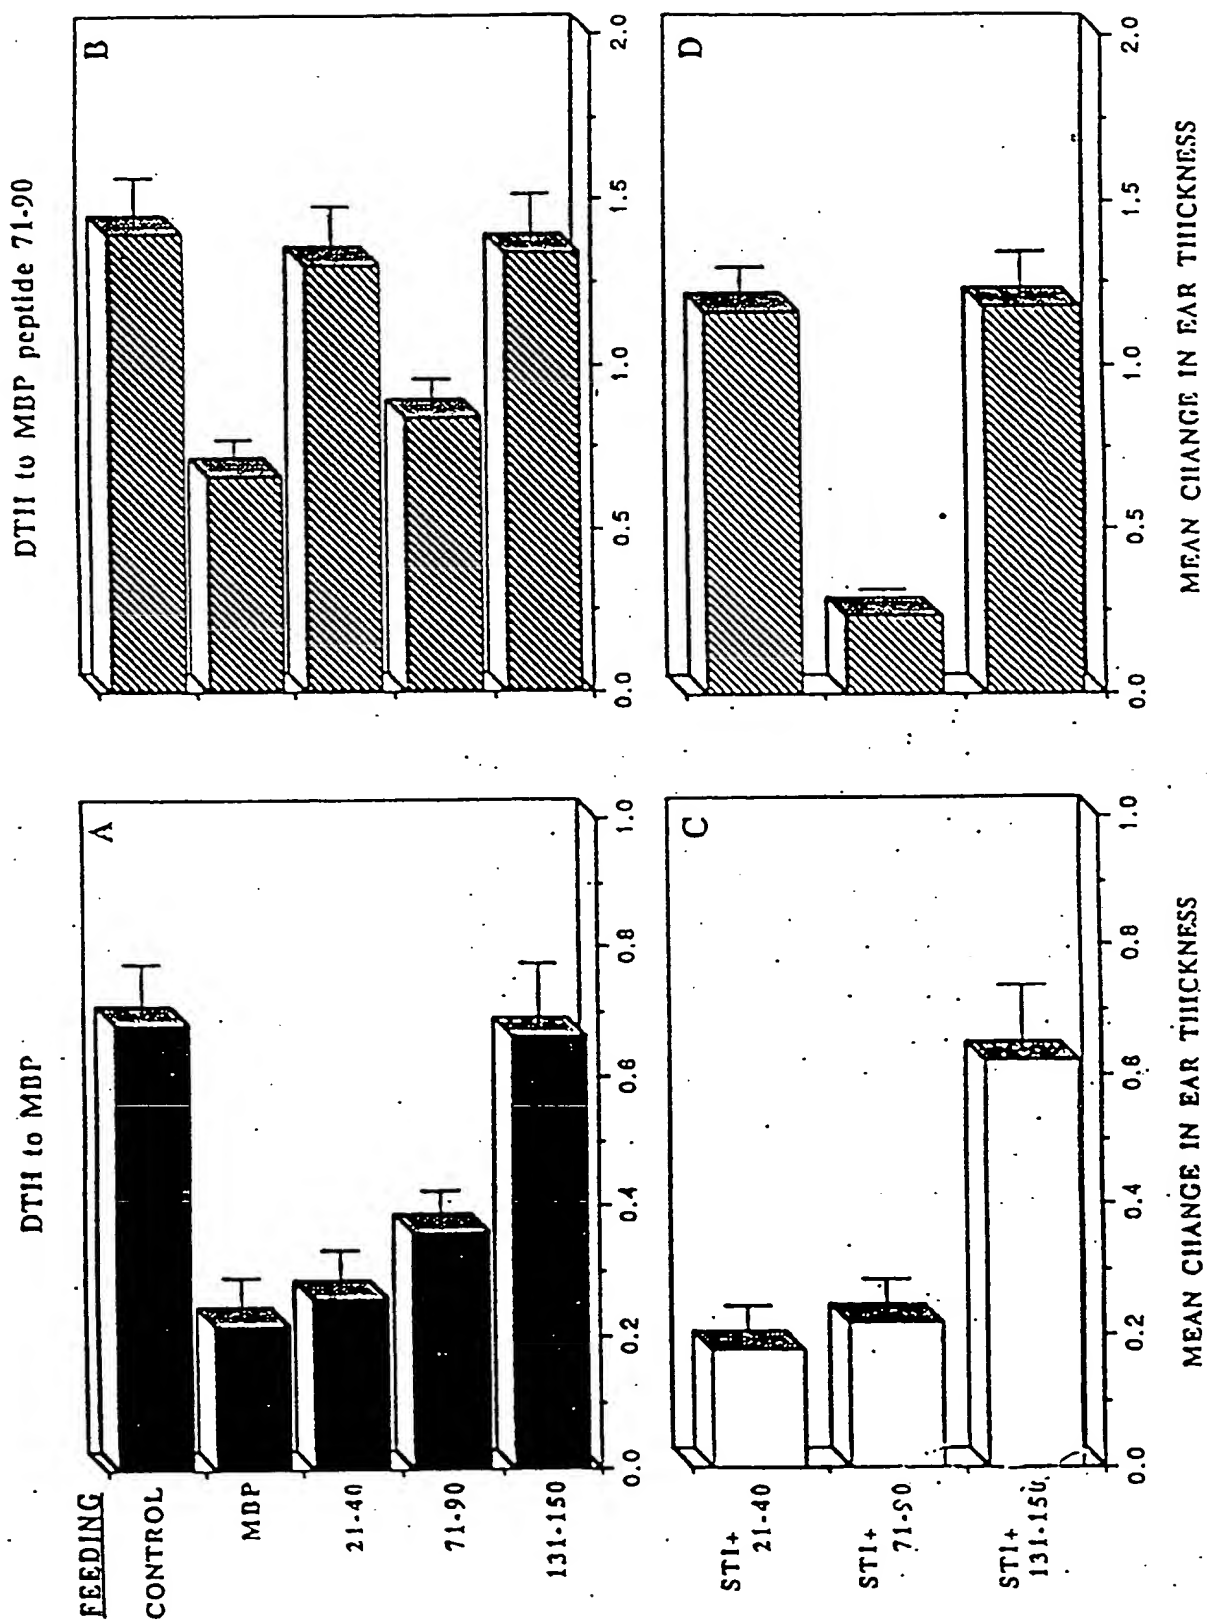 DTH to MBP
DTH to MBP peptide 71-90
FEEDING
A
CONTROL
MBP
21-40
71-90
131-150
0.0 0.2 0.4 0.6 0.8 1.0
B
0.0 0.5 1.0 1.5 2.0
C
STI+
21-40
STI+
71-90
STI+
131-150
0.0 0.2 0.4 0.6 0.8 1.0
MEAN CHANGE IN EAR THICKNESS
D
0.0 0.5 1.0 1.5 2.0
MEAN CHANGE IN EAR THICKNESS